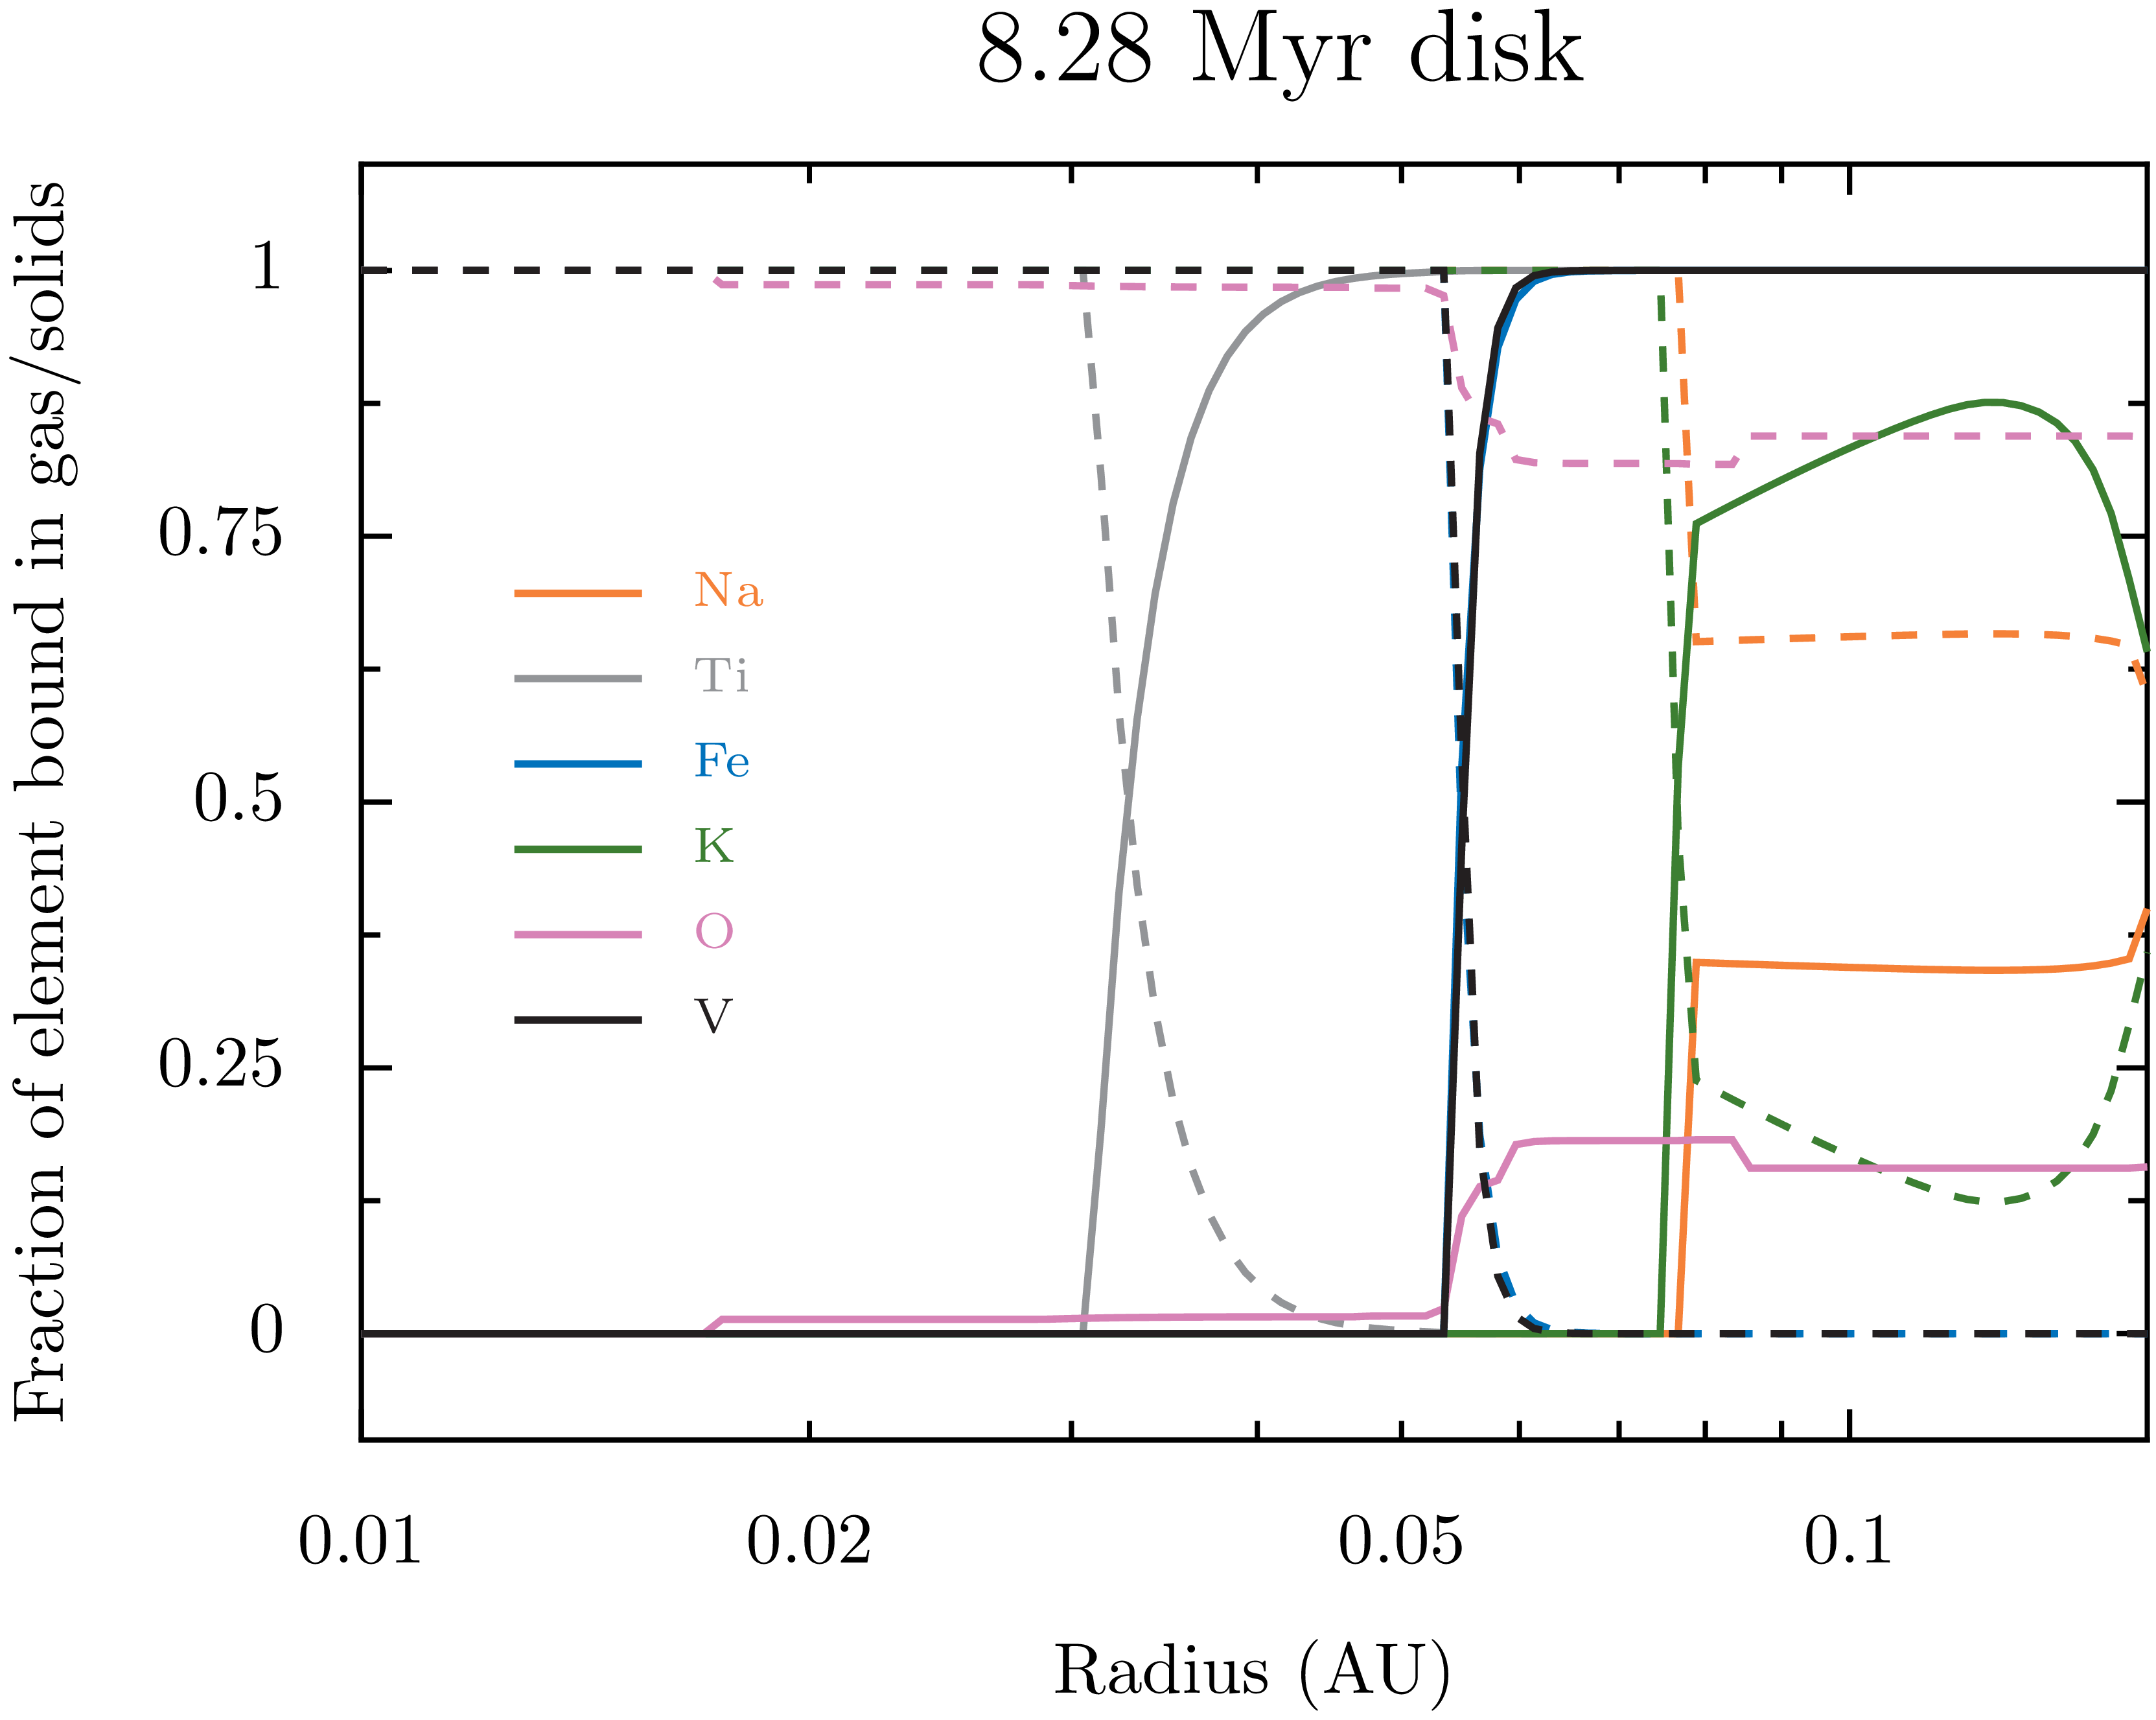 8.28 Myr disk
Fraction of element bound in gas/solids
1
0.75
0.5
0.25
0
Na
Ti
Fe
K
O
V
0.01 0.02 0.05 0.1
Radius (AU)